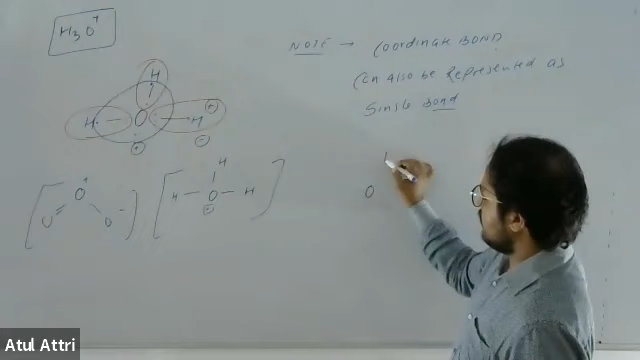 H3O+
NOTE → Coordinate BOND
Can Also be Represented as
Single Bond
H
H — O — H +
+ −
O+
O O −
H
H — O — H
+
O
Atul Attri